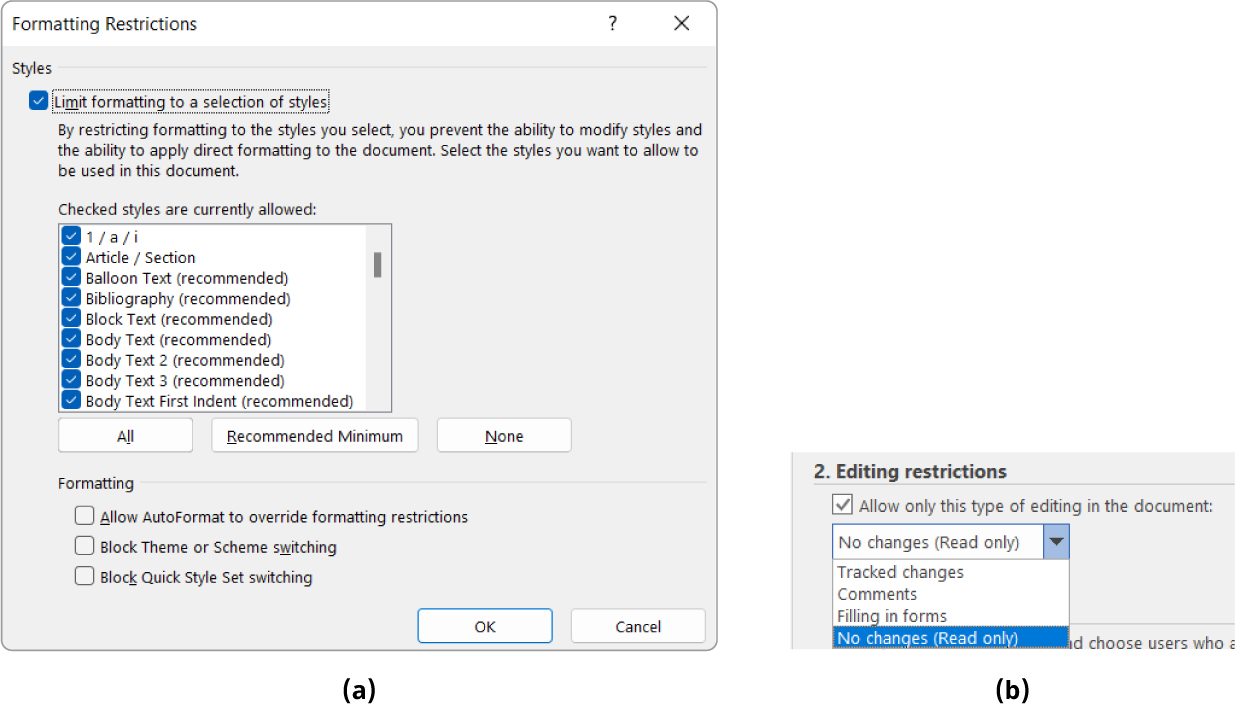 Formatting Restrictions ?
Styles
Limit formatting to a selection of styles
By restricting formatting to the styles you select, you prevent the ability to modify styles and
the ability to apply direct formatting to the document. Select the styles you want to allow to
be used in this document.
Checked styles are currently allowed:
1 / a / i
Article / Section
Balloon Text (recommended)
Bibliography (recommended)
Block Text (recommended)
Body Text (recommended)
Body Text 2 (recommended)
Body Text 3 (recommended)
Body Text First Indent (recommended)
All Recommended Minimum None
Formatting
Allow AutoFormat to override formatting restrictions
Block Theme or Scheme switching
Block Quick Style Set switching
OK Cancel
(a)
2. Editing restrictions
Allow only this type of editing in the document:
No changes (Read only)
Tracked changes
Comments
Filling in forms
No changes (Read only)
nd choose users who a
(b)